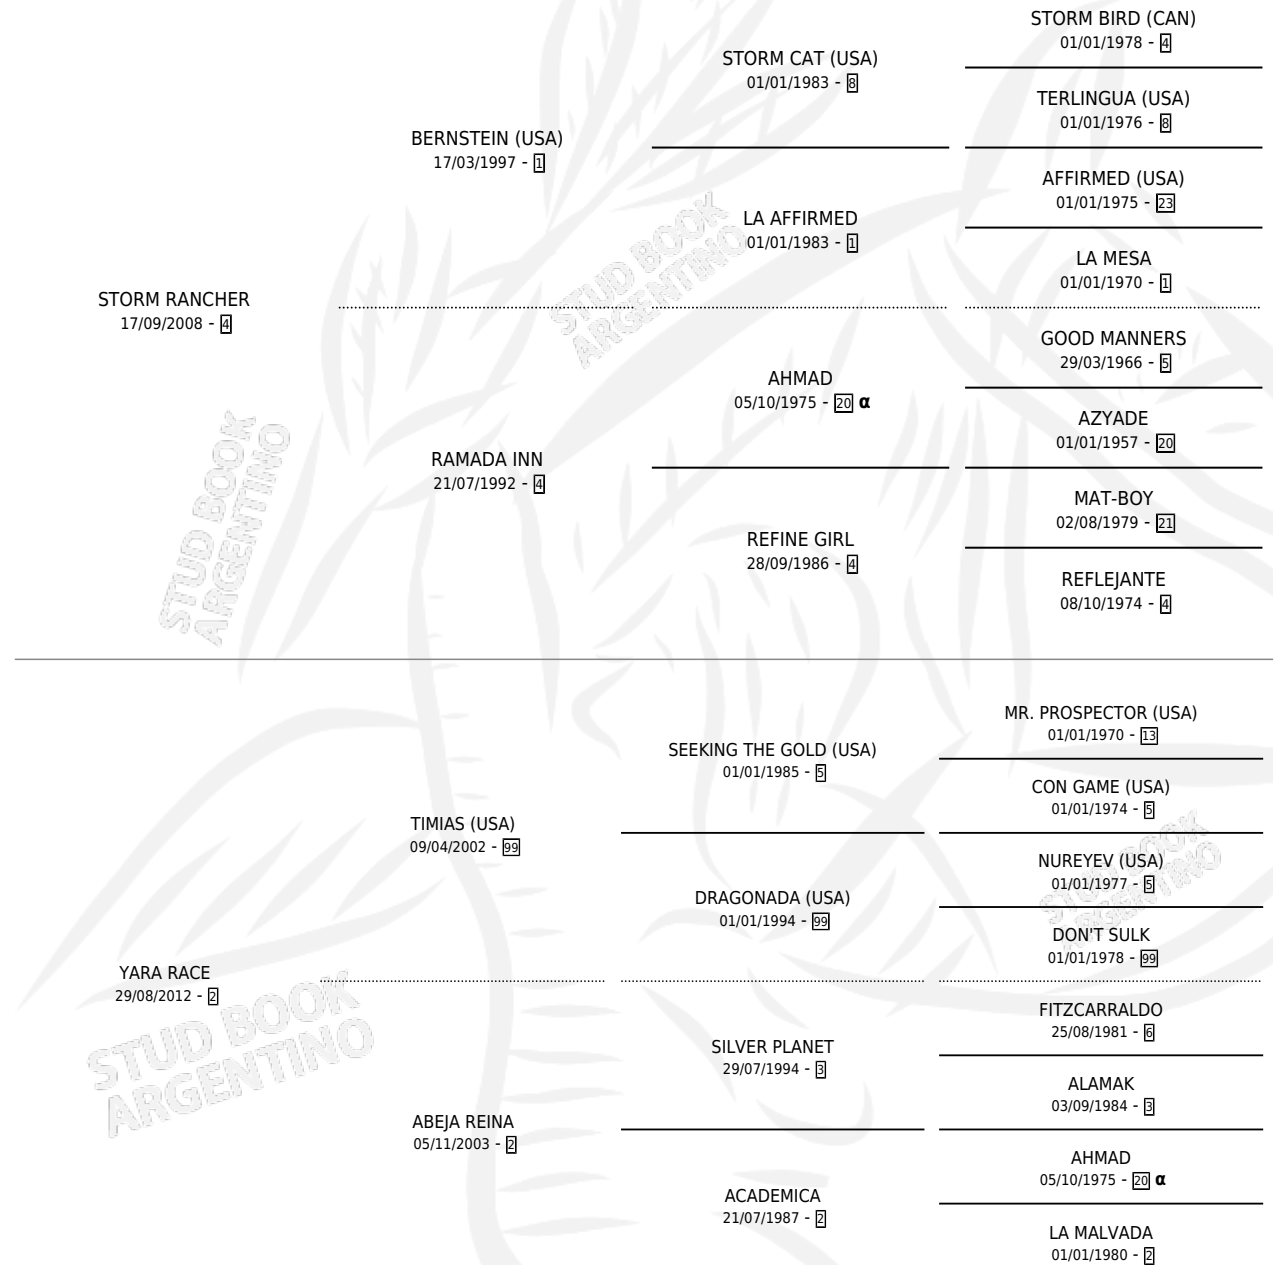 STORM BIRD (CAN)
01/01/1978 - 4
STORM CAT (USA)
01/01/1983 - 8
TERLINGUA (USA)
01/01/1976 - 8
BERNSTEIN (USA)
17/03/1997 - 1
AFFIRMED (USA)
01/01/1975 - 23
LA AFFIRMED
01/01/1983 - 1
LA MESA
01/01/1970 - 1
STORM RANCHER
17/09/2008 - 4
GOOD MANNERS
29/03/1966 - 5
AHMAD
05/10/1975 - 20 α
AZYADE
01/01/1957 - 20
RAMADA INN
21/07/1992 - 4
MAT-BOY
02/08/1979 - 21
REFINE GIRL
28/09/1986 - 4
REFLEJANTE
08/10/1974 - 4
MR. PROSPECTOR (USA)
01/01/1970 - 13
SEEKING THE GOLD (USA)
01/01/1985 - 5
CON GAME (USA)
01/01/1974 - 5
TIMIAS (USA)
09/04/2002 - 99
NUREYEV (USA)
01/01/1977 - 5
DRAGONADA (USA)
01/01/1994 - 99
DON'T SULK
01/01/1978 - 99
YARA RACE
29/08/2012 - 2
FITZCARRALDO
25/08/1981 - 6
SILVER PLANET
29/07/1994 - 3
ALAMAK
03/09/1984 - 3
ABEJA REINA
05/11/2003 - 2
AHMAD
05/10/1975 - 20 α
ACADEMICA
21/07/1987 - 2
LA MALVADA
01/01/1980 - 2
STUD BOOK
ARGENTINO
STUD BOOK
ARGENTINO
STUD BOOK
ARGENTINO
STUD BOOK
ARGENTINO